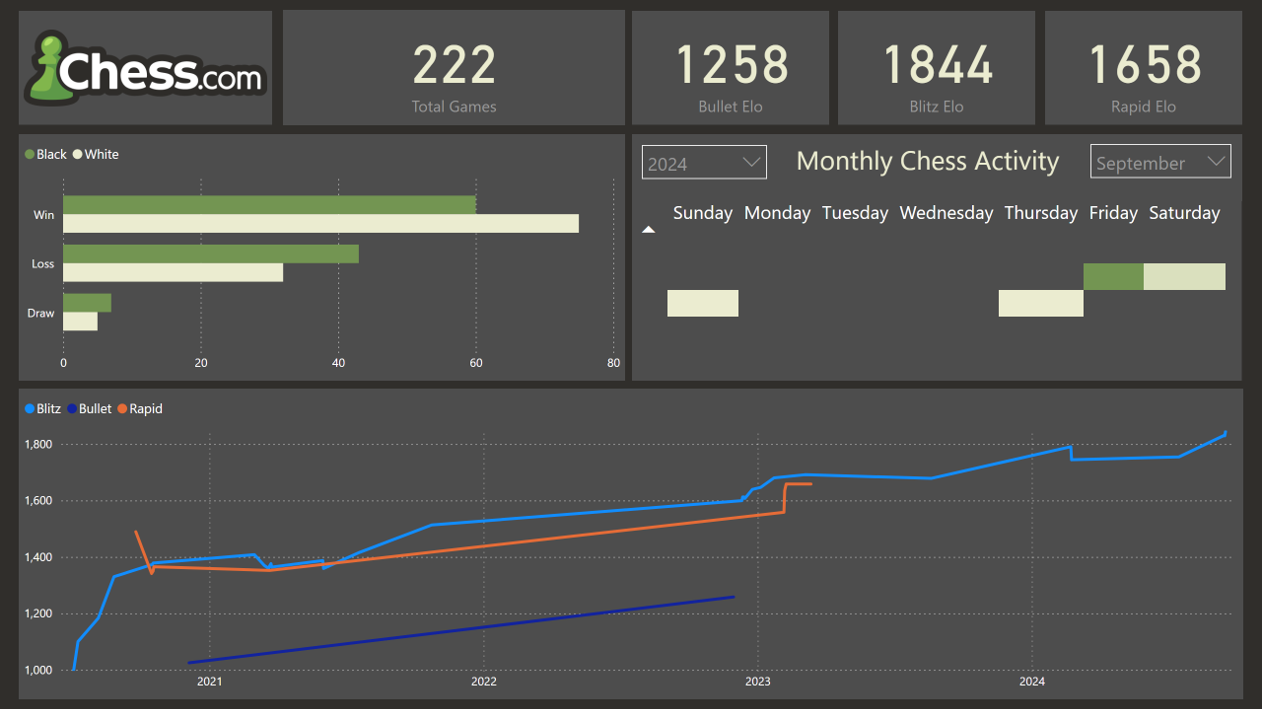 Chess.com
222
Total Games
1258
Bullet Elo
1844
Blitz Elo
1658
Rapid Elo
Black White
Win
Loss
Draw
0 20 40 60 80
2024 Monthly Chess Activity September
Sunday Monday Tuesday Wednesday Thursday Friday Saturday
Blitz Bullet Rapid
1,800
1,600
1,400
1,200
1,000
2021 2022 2023 2024